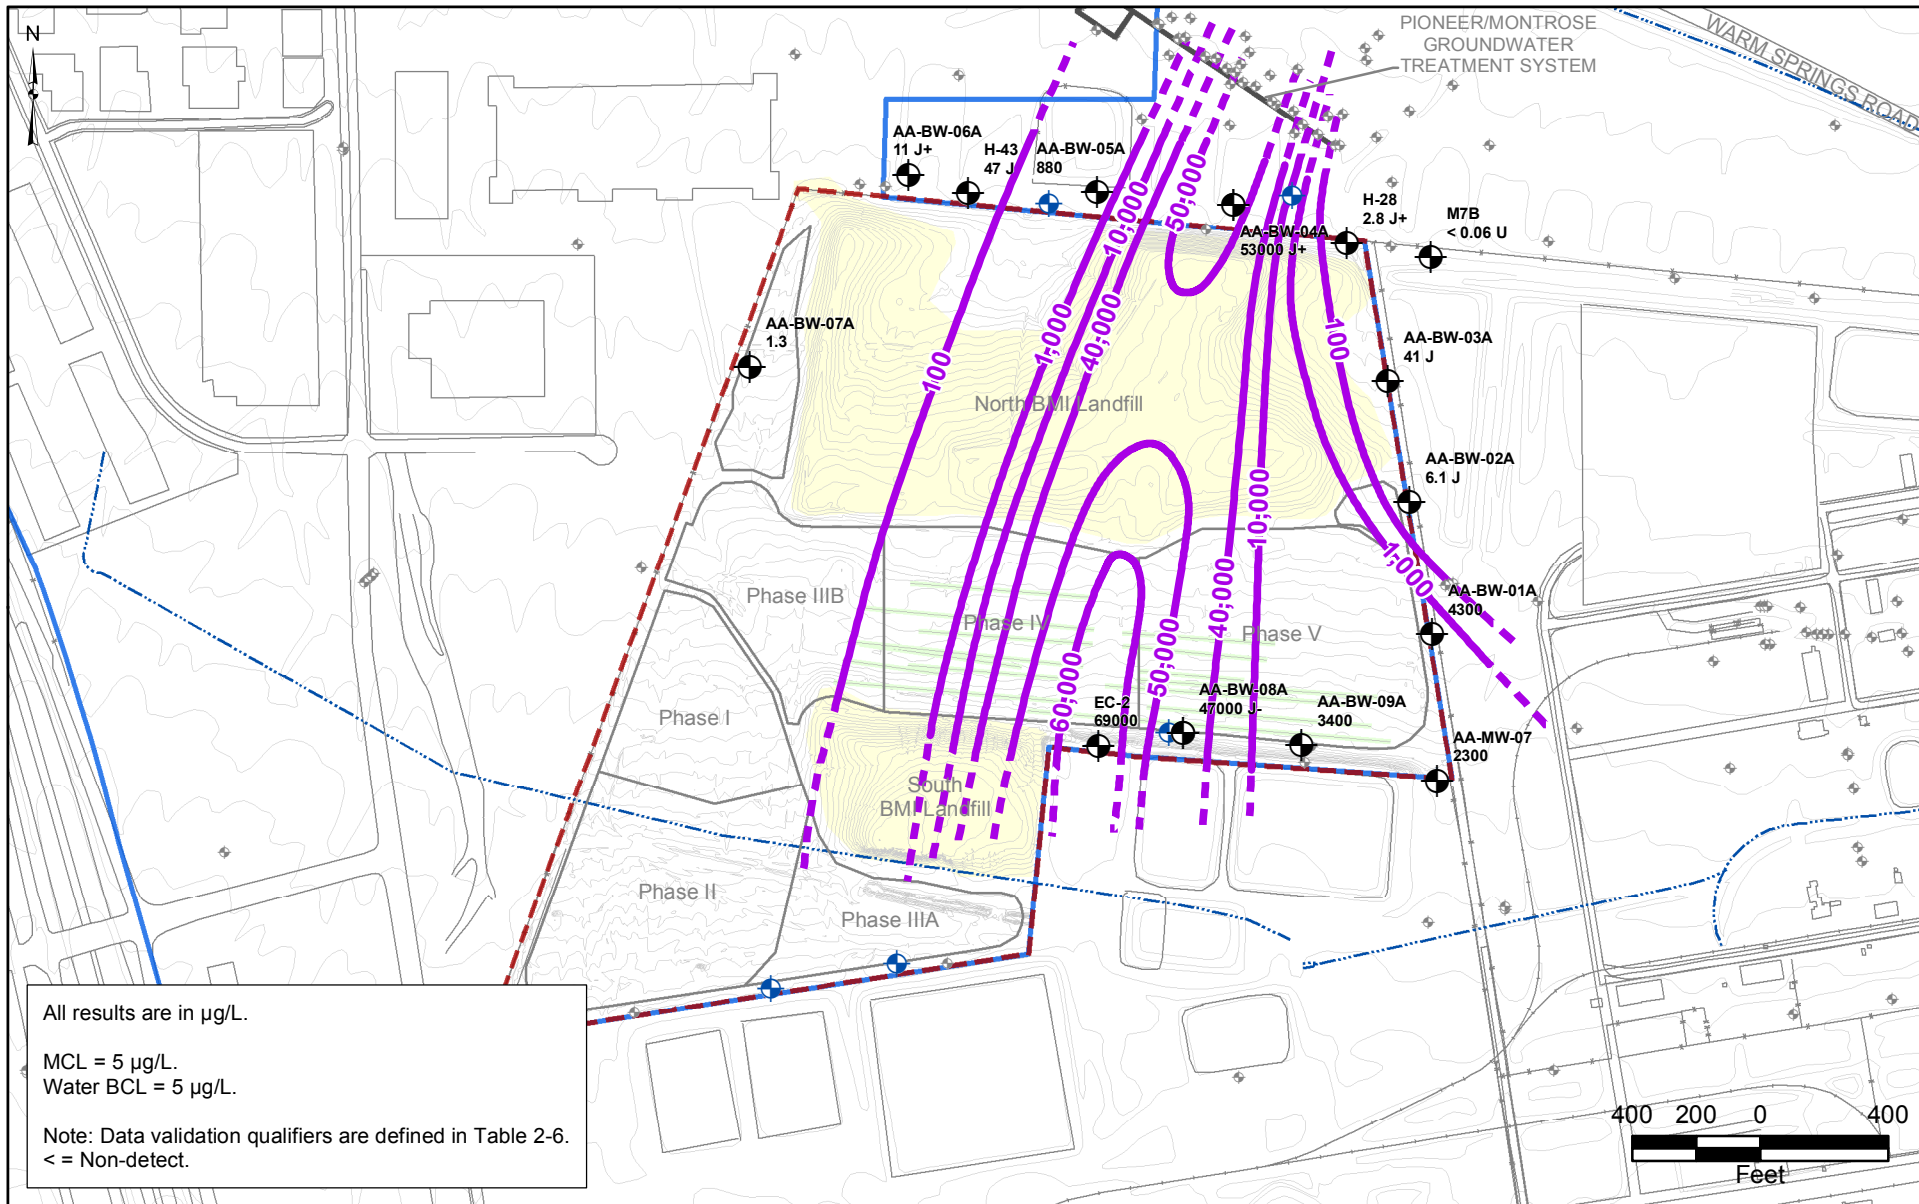 N
PIONEER/MONTROSE
GROUNDWATER
TREATMENT SYSTEM
WARM SPRINGS ROAD
AA-BW-06A
11 J+
H-43
47 J
AA-BW-05A
880
AA-BW-04A
53000 J+
H-28
2.8 J+
M7B
< 0.06 U
AA-BW-07A
1.3
AA-BW-03A
41 J
AA-BW-02A
6.1 J
AA-BW-01A
4300
AA-MW-07
2300
AA-BW-09A
3400
AA-BW-08A
47000 J-
EC-2
69000
100
1,000
10,000
40,000
50,000
100
1,000
10,000
40,000
50,000
60,000
North BMI Landfill
Phase IIIB
Phase IV
Phase V
Phase I
South
BMI Landfill
Phase II
Phase IIIA
All results are in µg/L.
MCL = 5 µg/L.
Water BCL = 5 µg/L.
Note: Data validation qualifiers are defined in Table 2-6.
< = Non-detect.
400 200 0 400
Feet